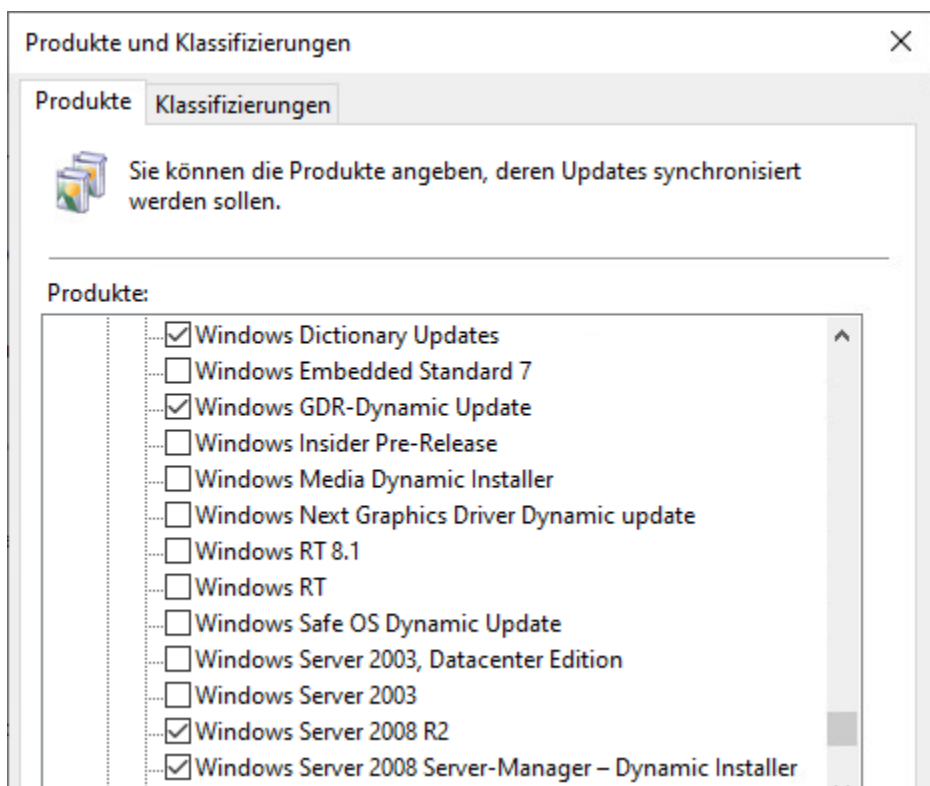 Produkte und Klassifizierungen
Produkte
Klassifizierungen
Sie können die Produkte angeben, deren Updates synchronisiert
werden sollen.
Produkte:
Windows Dictionary Updates
Windows Embedded Standard 7
Windows GDR-Dynamic Update
Windows Insider Pre-Release
Windows Media Dynamic Installer
Windows Next Graphics Driver Dynamic update
Windows RT 8.1
Windows RT
Windows Safe OS Dynamic Update
Windows Server 2003, Datacenter Edition
Windows Server 2003
Windows Server 2008 R2
Windows Server 2008 Server-Manager – Dynamic Installer